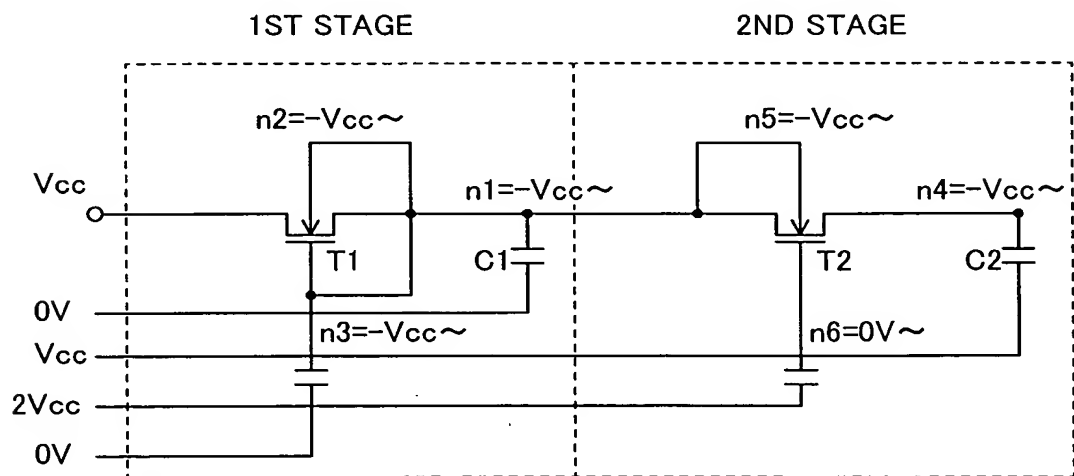 1ST STAGE
2ND STAGE
n2=-Vcc~
n5=-Vcc~
Vcc
n1=-Vcc~
n4=-Vcc~
T1
C1
T2
C2
0V
n3=-Vcc~
n6=0V~
Vcc
2Vcc
0V